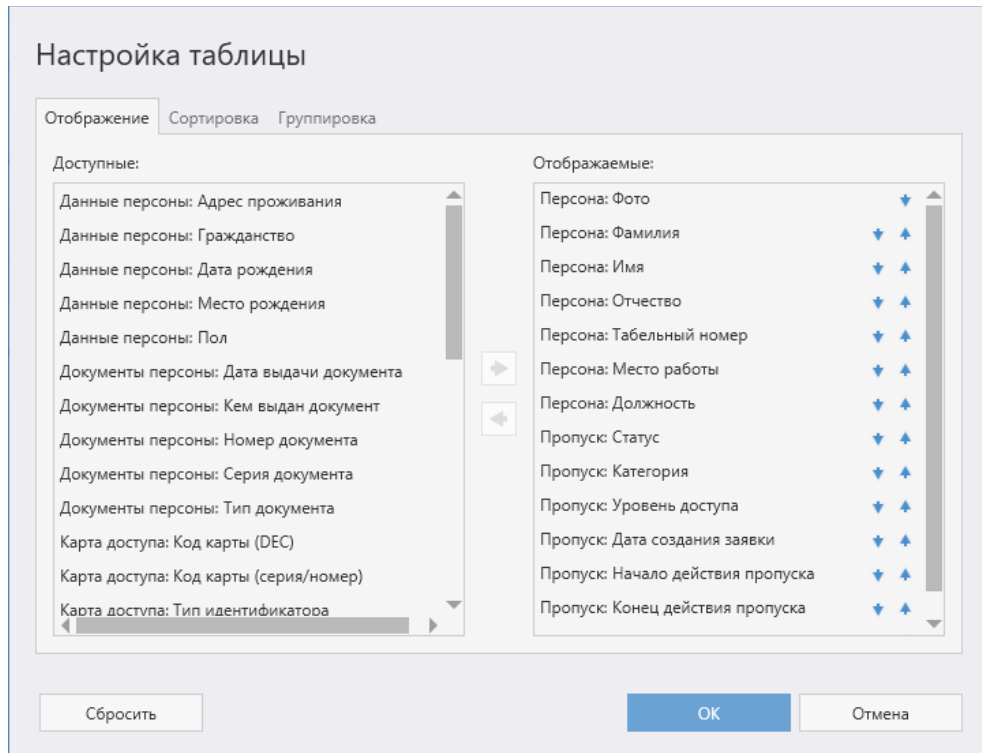 Настройка таблицы
Отображение Сортировка Группировка
Доступные:
Данные персоны: Адрес проживания
Данные персоны: Гражданство
Данные персоны: Дата рождения
Данные персоны: Место рождения
Данные персоны: Пол
Документы персоны: Дата выдачи документа
Документы персоны: Кем выдан документ
Документы персоны: Номер документа
Документы персоны: Серия документа
Документы персоны: Тип документа
Карта доступа: Код карты (DEC)
Карта доступа: Код карты (серия/номер)
Карта доступа: Тип идентификатора
Отображаемые:
Персона: Фото
Персона: Фамилия
Персона: Имя
Персона: Отчество
Персона: Табельный номер
Персона: Место работы
Персона: Должность
Пропуск: Статус
Пропуск: Категория
Пропуск: Уровень доступа
Пропуск: Дата создания заявки
Пропуск: Начало действия пропуска
Пропуск: Конец действия пропуска
Сбросить ОК Отмена